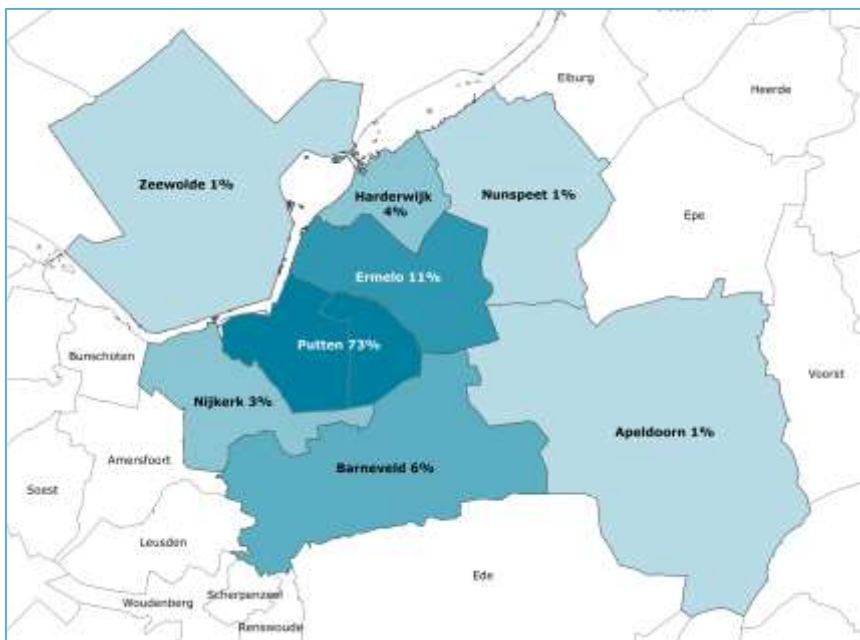 Elburg
Heerde
Zeewolde 1%
Harderwijk
4%
Nunspeet 1%
Epe
Ermelo 11%
Putten 73%
Bunschoten
Voorst
Nijkerk 3%
Apeldoorn 1%
Amersfoort
Barneveld 6%
Soest
Leusden
Ede
Scherpenzeel
Woudenberg
Renswoude